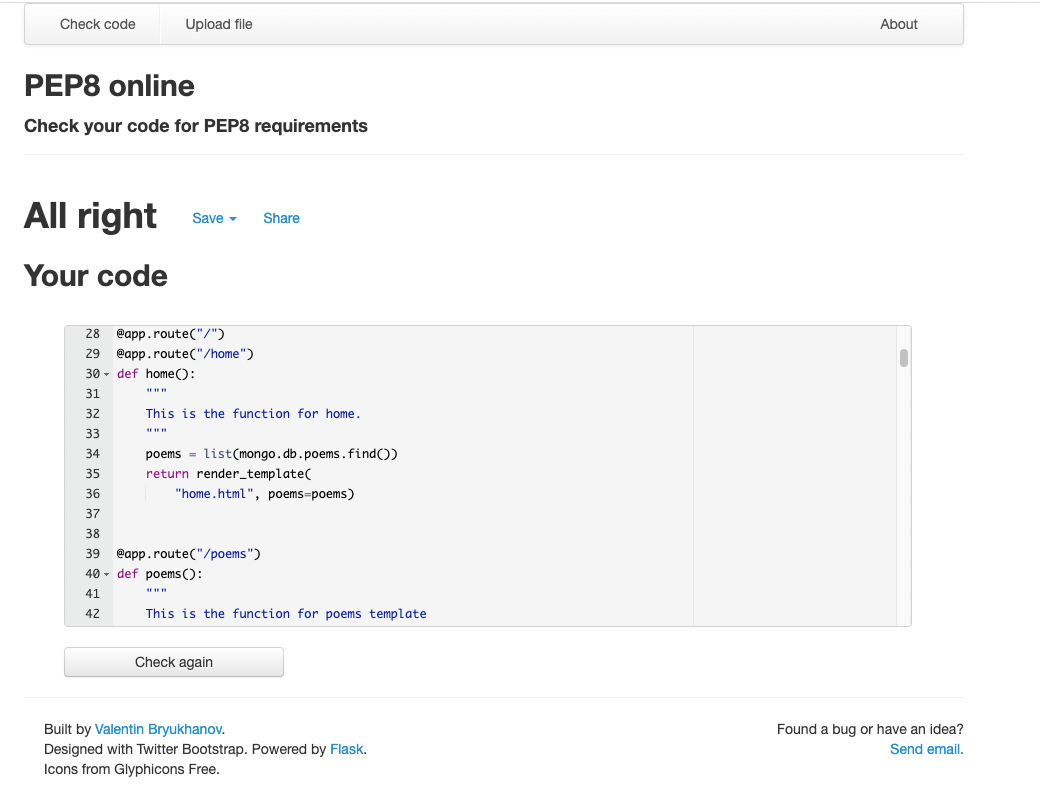 Check code Upload file About
PEP8 online
Check your code for PEP8 requirements
All right Save Share
Your code
28 @app.route("/")
29 @app.route("/home")
30 def home():
31     """
32     This is the function for home.
33     """
34     poems = list(mongo.db.poems.find())
35     return render_template(
36         "home.html", poems=poems)
37
38
39 @app.route("/poems")
40 def poems():
41     """
42     This is the function for poems template
Check again
Built by Valentin Bryukhanov. Found a bug or have an idea?
Designed with Twitter Bootstrap. Powered by Flask. Send email.
Icons from Glyphicons Free.